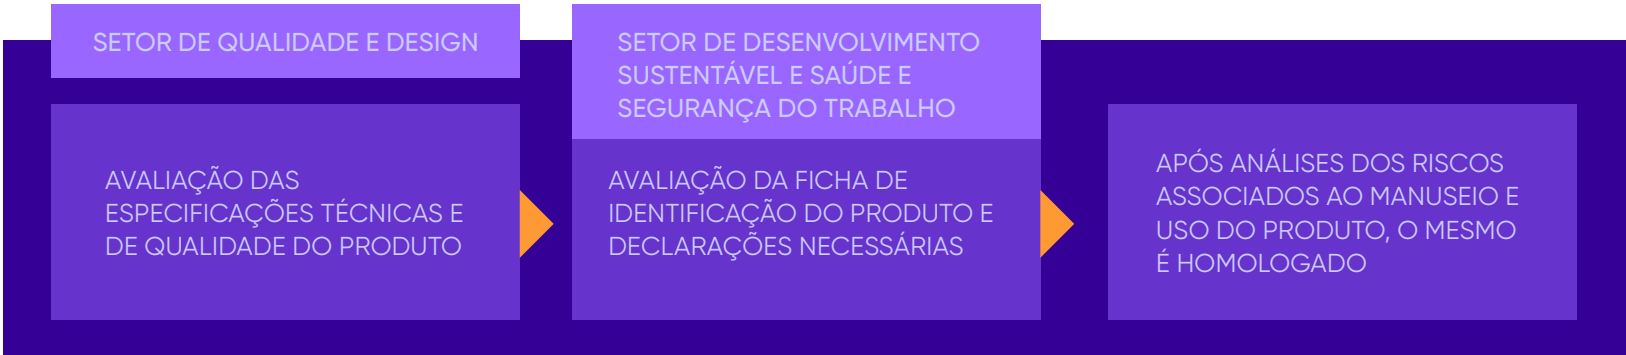 SETOR DE QUALIDADE E DESIGN
AVALIAÇÃO DAS
ESPECIFICAÇÕES TÉCNICAS E
DE QUALIDADE DO PRODUTO
SETOR DE DESENVOLVIMENTO
SUSTENTÁVEL E SAÚDE E
SEGURANÇA DO TRABALHO
AVALIAÇÃO DA FICHA DE
IDENTIFICAÇÃO DO PRODUTO E
DECLARAÇÕES NECESSÁRIAS
APÓS ANÁLISES DOS RISCOS
ASSOCIADOS AO MANUSEIO E
USO DO PRODUTO, O MESMO
É HOMOLOGADO